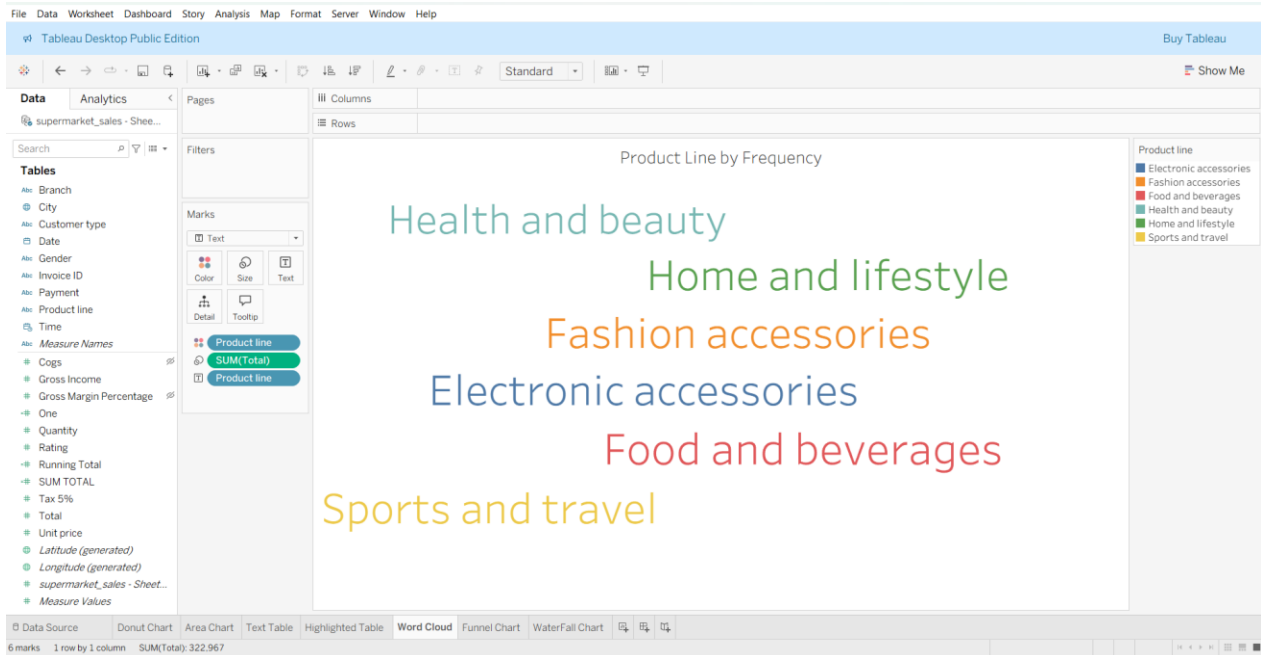 File Data Worksheet Dashboard Story Analysis Map Format Server Window Help
Tableau Desktop Public Edition Buy Tableau
Standard Show Me
Data Analytics
supermarket_sales - Shee...
Search
Tables
Abc Branch
City
Abc Customer type
Date
Abc Gender
Abc Invoice ID
Abc Payment
Abc Product line
Time
Abc Measure Names
# Cogs
# Gross Income
# Gross Margin Percentage
=# One
# Quantity
# Rating
=# Running Total
=# SUM TOTAL
# Tax 5%
# Total
# Unit price
Latitude (generated)
Longitude (generated)
# supermarket_sales - Sheet...
# Measure Values
Pages
Filters
Marks
Text
Color Size Text
Detail Tooltip
Product line
SUM(Total)
Product line
Columns
Rows
Product Line by Frequency
Health and beauty
Home and lifestyle
Fashion accessories
Electronic accessories
Food and beverages
Sports and travel
Product line
Electronic accessories
Fashion accessories
Food and beverages
Health and beauty
Home and lifestyle
Sports and travel
Data Source Donut Chart Area Chart Text Table Highlighted Table Word Cloud Funnel Chart WaterFall Chart
6 marks 1 row by 1 column SUM(Total): 322,967